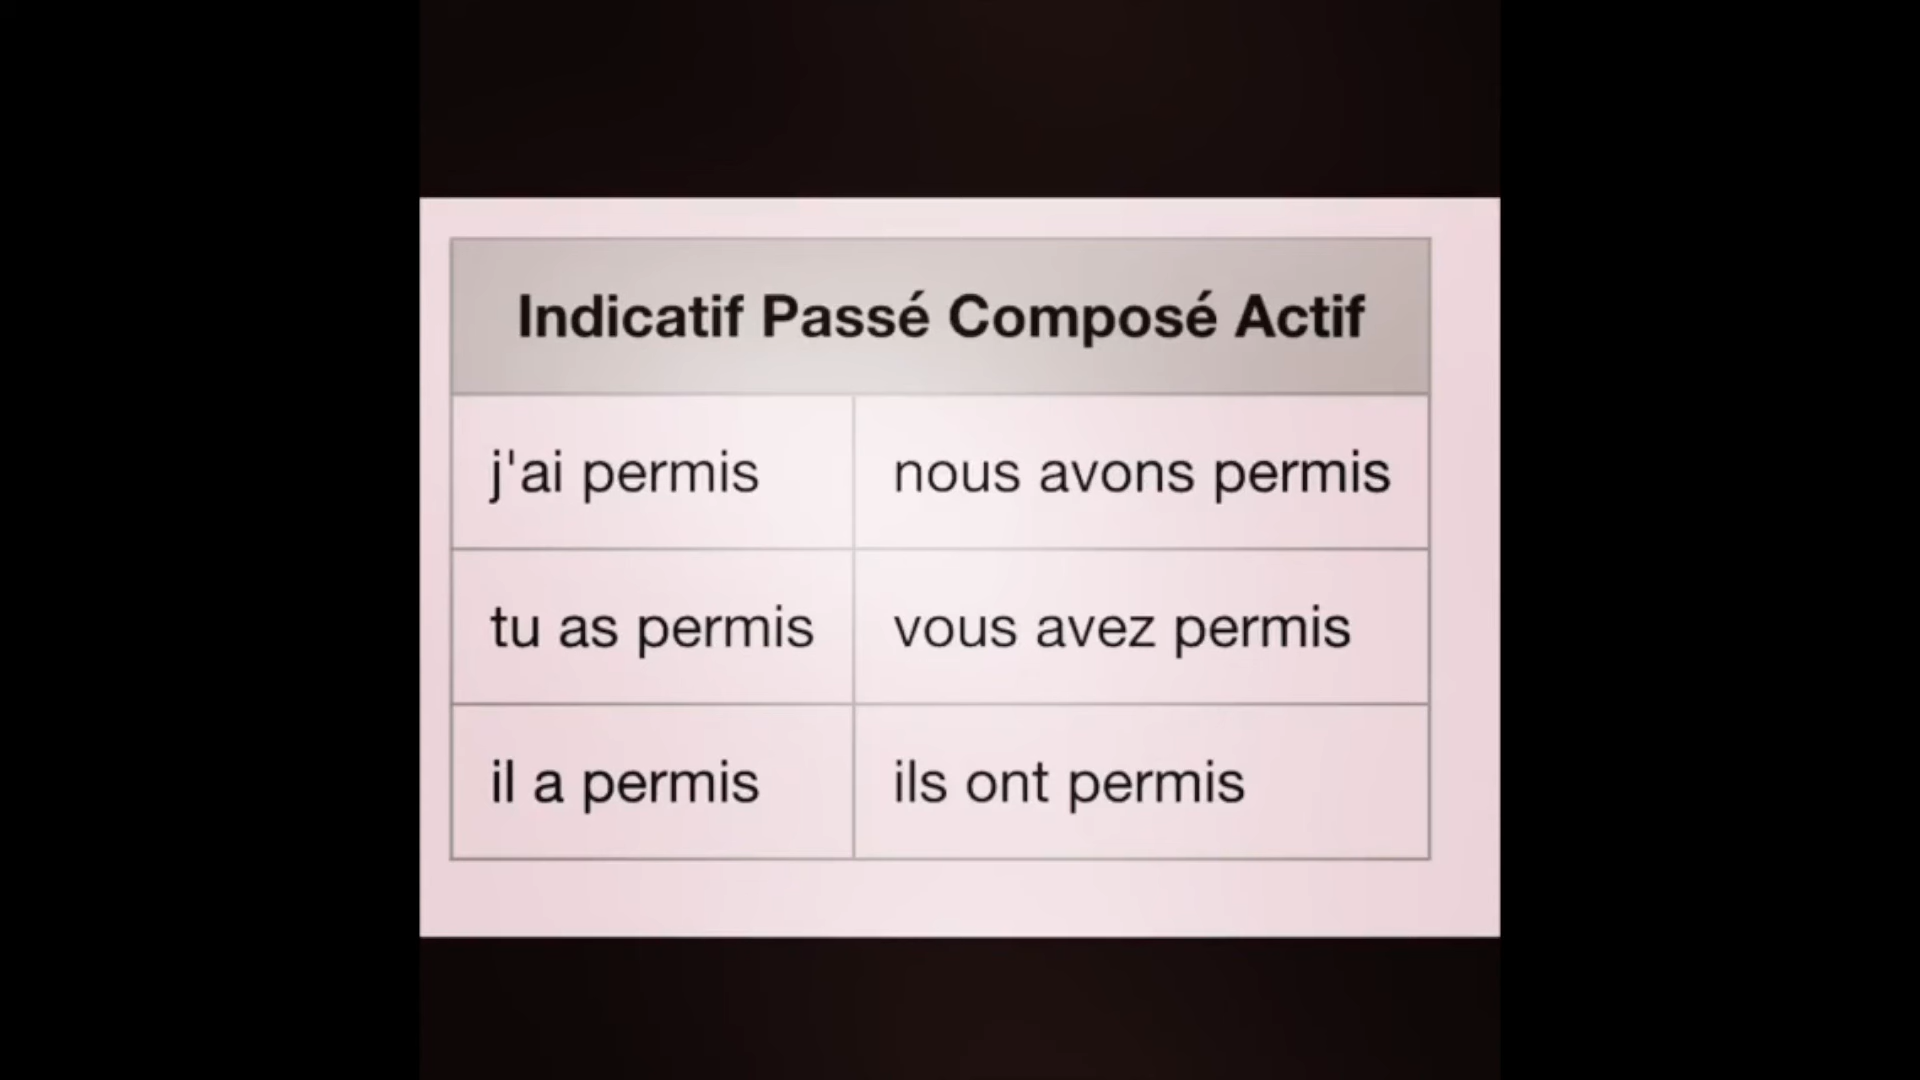 Indicatif Passé Composé Actif
j'ai permis nous avons permis
tu as permis vous avez permis
il a permis ils ont permis